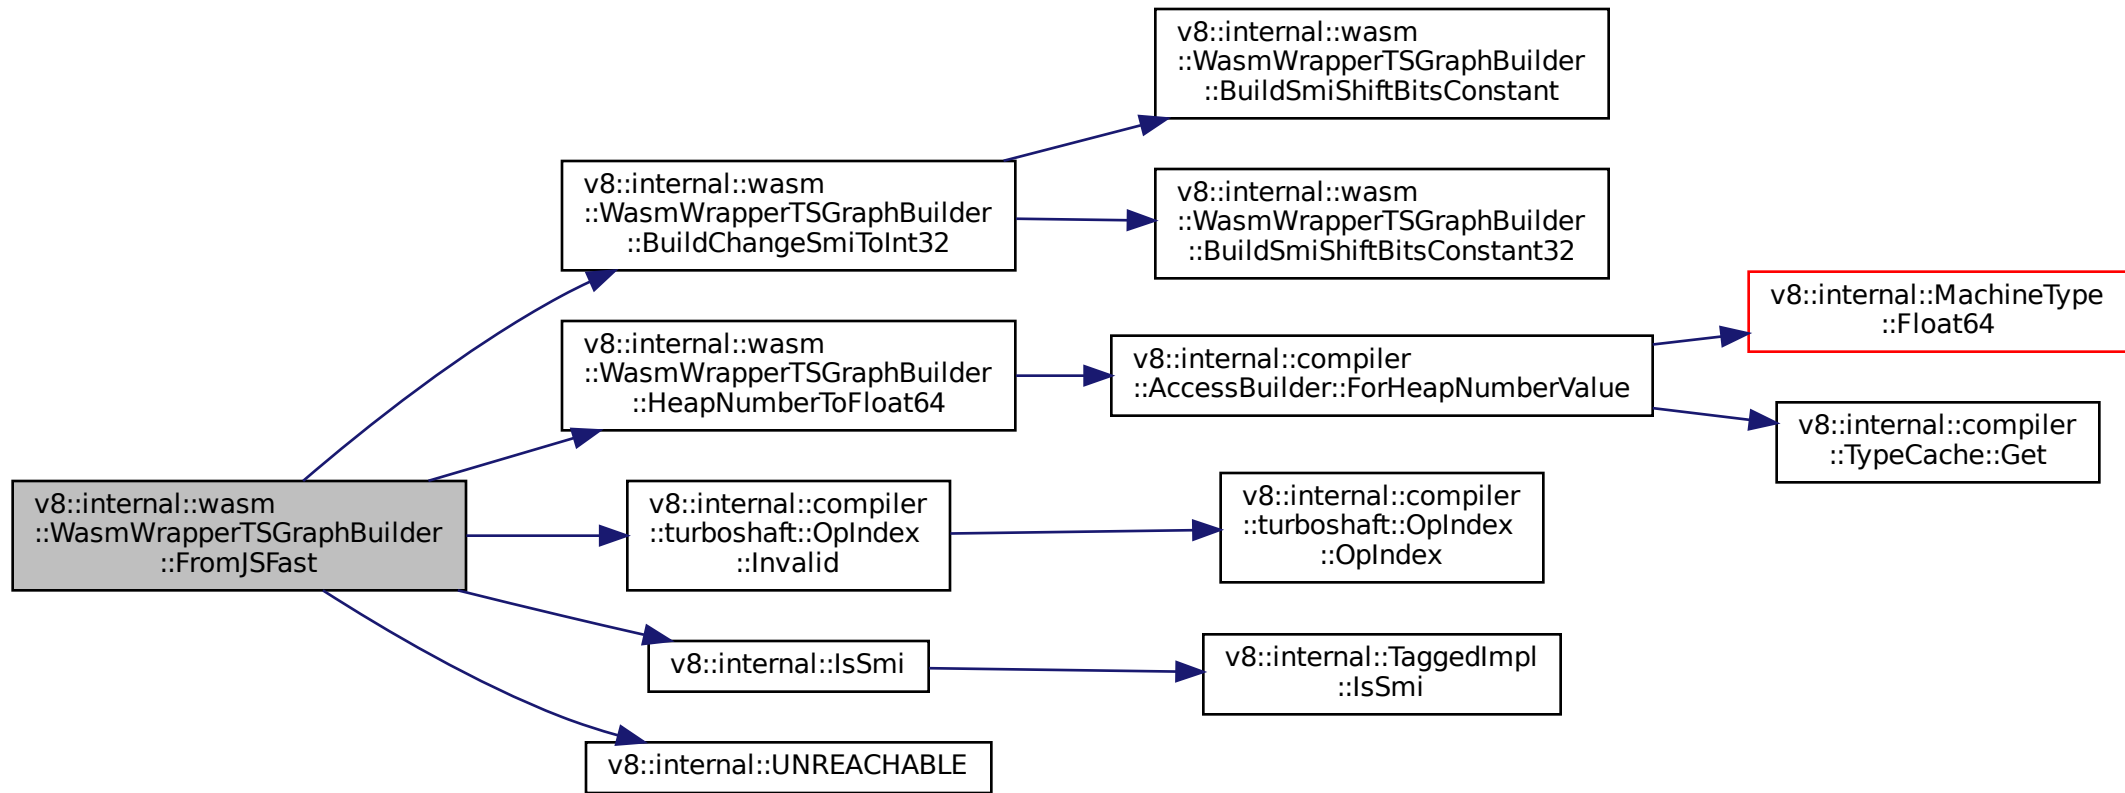 v8::internal::wasm
::WasmWrapperTSGraphBuilder
::FromJSFast
v8::internal::wasm
::WasmWrapperTSGraphBuilder
::BuildChangeSmiToInt32
v8::internal::wasm
::WasmWrapperTSGraphBuilder
::BuildSmiShiftBitsConstant
v8::internal::wasm
::WasmWrapperTSGraphBuilder
::BuildSmiShiftBitsConstant32
v8::internal::wasm
::WasmWrapperTSGraphBuilder
::HeapNumberToFloat64
v8::internal::compiler
::AccessBuilder::ForHeapNumberValue
v8::internal::MachineType
::Float64
v8::internal::compiler
::TypeCache::Get
v8::internal::compiler
::turboshaft::OpIndex
::Invalid
v8::internal::compiler
::turboshaft::OpIndex
::OpIndex
v8::internal::IsSmi
v8::internal::TaggedImpl
::IsSmi
v8::internal::UNREACHABLE